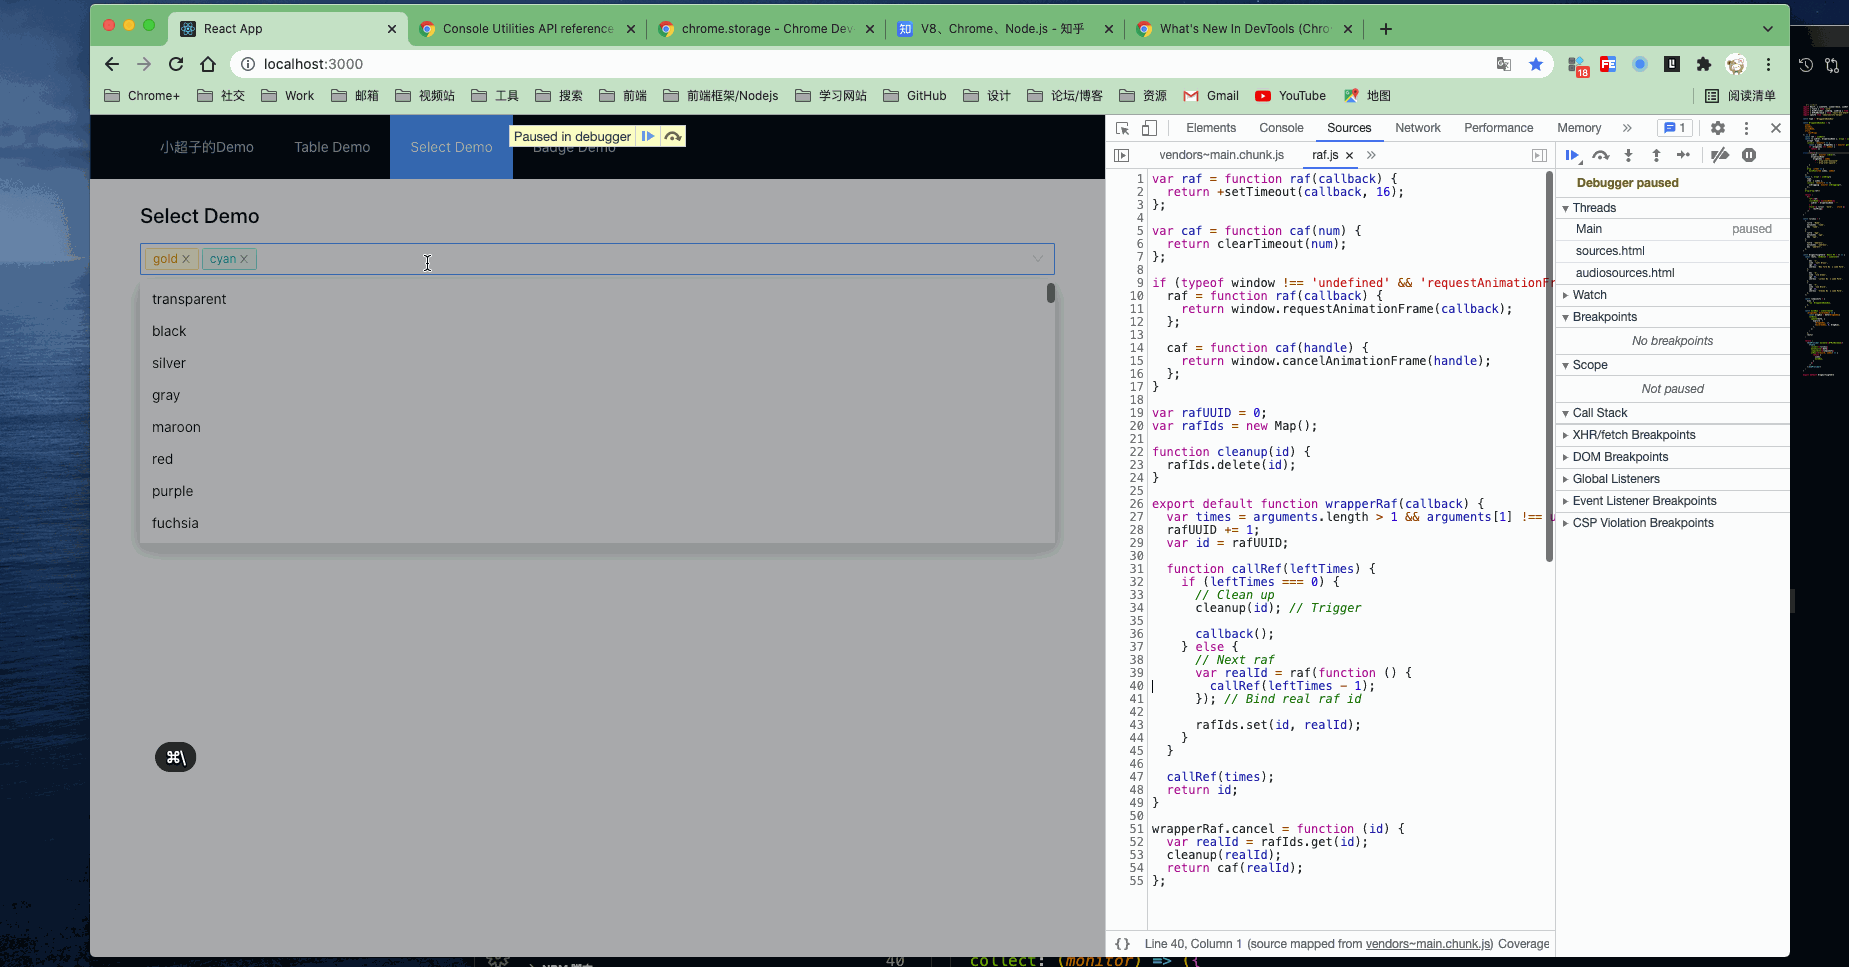 React App
Console Utilities API reference
chrome.storage - Chrome Dev
V8、Chrome、Node.js - 知乎
What's New In DevTools (Chro
localhost:3000
18
Chrome+
社交
Work
邮箱
视频站
工具
搜索
前端
前端框架/Nodejs
学习网站
GitHub
设计
论坛/博客
资源
Gmail
YouTube
地图
阅读清单
小超子的Demo
Table Demo
Select Demo
Badge Demo
Paused in debugger
Select Demo
gold
cyan
transparent
black
silver
gray
maroon
red
purple
fuchsia
⌘\
Elements
Console
Sources
Network
Performance
Memory
1
vendors~main.chunk.js
raf.js
1 var raf = function raf(callback) {
2   return +setTimeout(callback, 16);
3 };
4
5 var caf = function caf(num) {
6   return clearTimeout(num);
7 };
8
9 if (typeof window !== 'undefined' && 'requestAnimationFr
10   raf = function raf(callback) {
11     return window.requestAnimationFrame(callback);
12   };
13
14   caf = function caf(handle) {
15     return window.cancelAnimationFrame(handle);
16   };
17 }
18
19 var rafUUID = 0;
20 var rafIds = new Map();
21
22 function cleanup(id) {
23   rafIds.delete(id);
24 }
25
26 export default function wrapperRaf(callback) {
27   var times = arguments.length > 1 && arguments[1] !== u
28   rafUUID += 1;
29   var id = rafUUID;
30
31   function callRef(leftTimes) {
32     if (leftTimes === 0) {
33       // Clean up
34       cleanup(id); // Trigger
35
36       callback();
37     } else {
38       // Next raf
39       var realId = raf(function () {
40         callRef(leftTimes - 1);
41       }); // Bind real raf id
42
43       rafIds.set(id, realId);
44     }
45   }
46
47   callRef(times);
48   return id;
49 }
50
51 wrapperRaf.cancel = function (id) {
52   var realId = rafIds.get(id);
53   cleanup(realId);
54   return caf(realId);
55 };
{} Line 40, Column 1 (source mapped from vendors~main.chunk.js) Coverage
Debugger paused
Threads
Main paused
sources.html
audiosources.html
Watch
Breakpoints
No breakpoints
Scope
Not paused
Call Stack
XHR/fetch Breakpoints
DOM Breakpoints
Global Listeners
Event Listener Breakpoints
CSP Violation Breakpoints
40 collect: (monitor) => ({